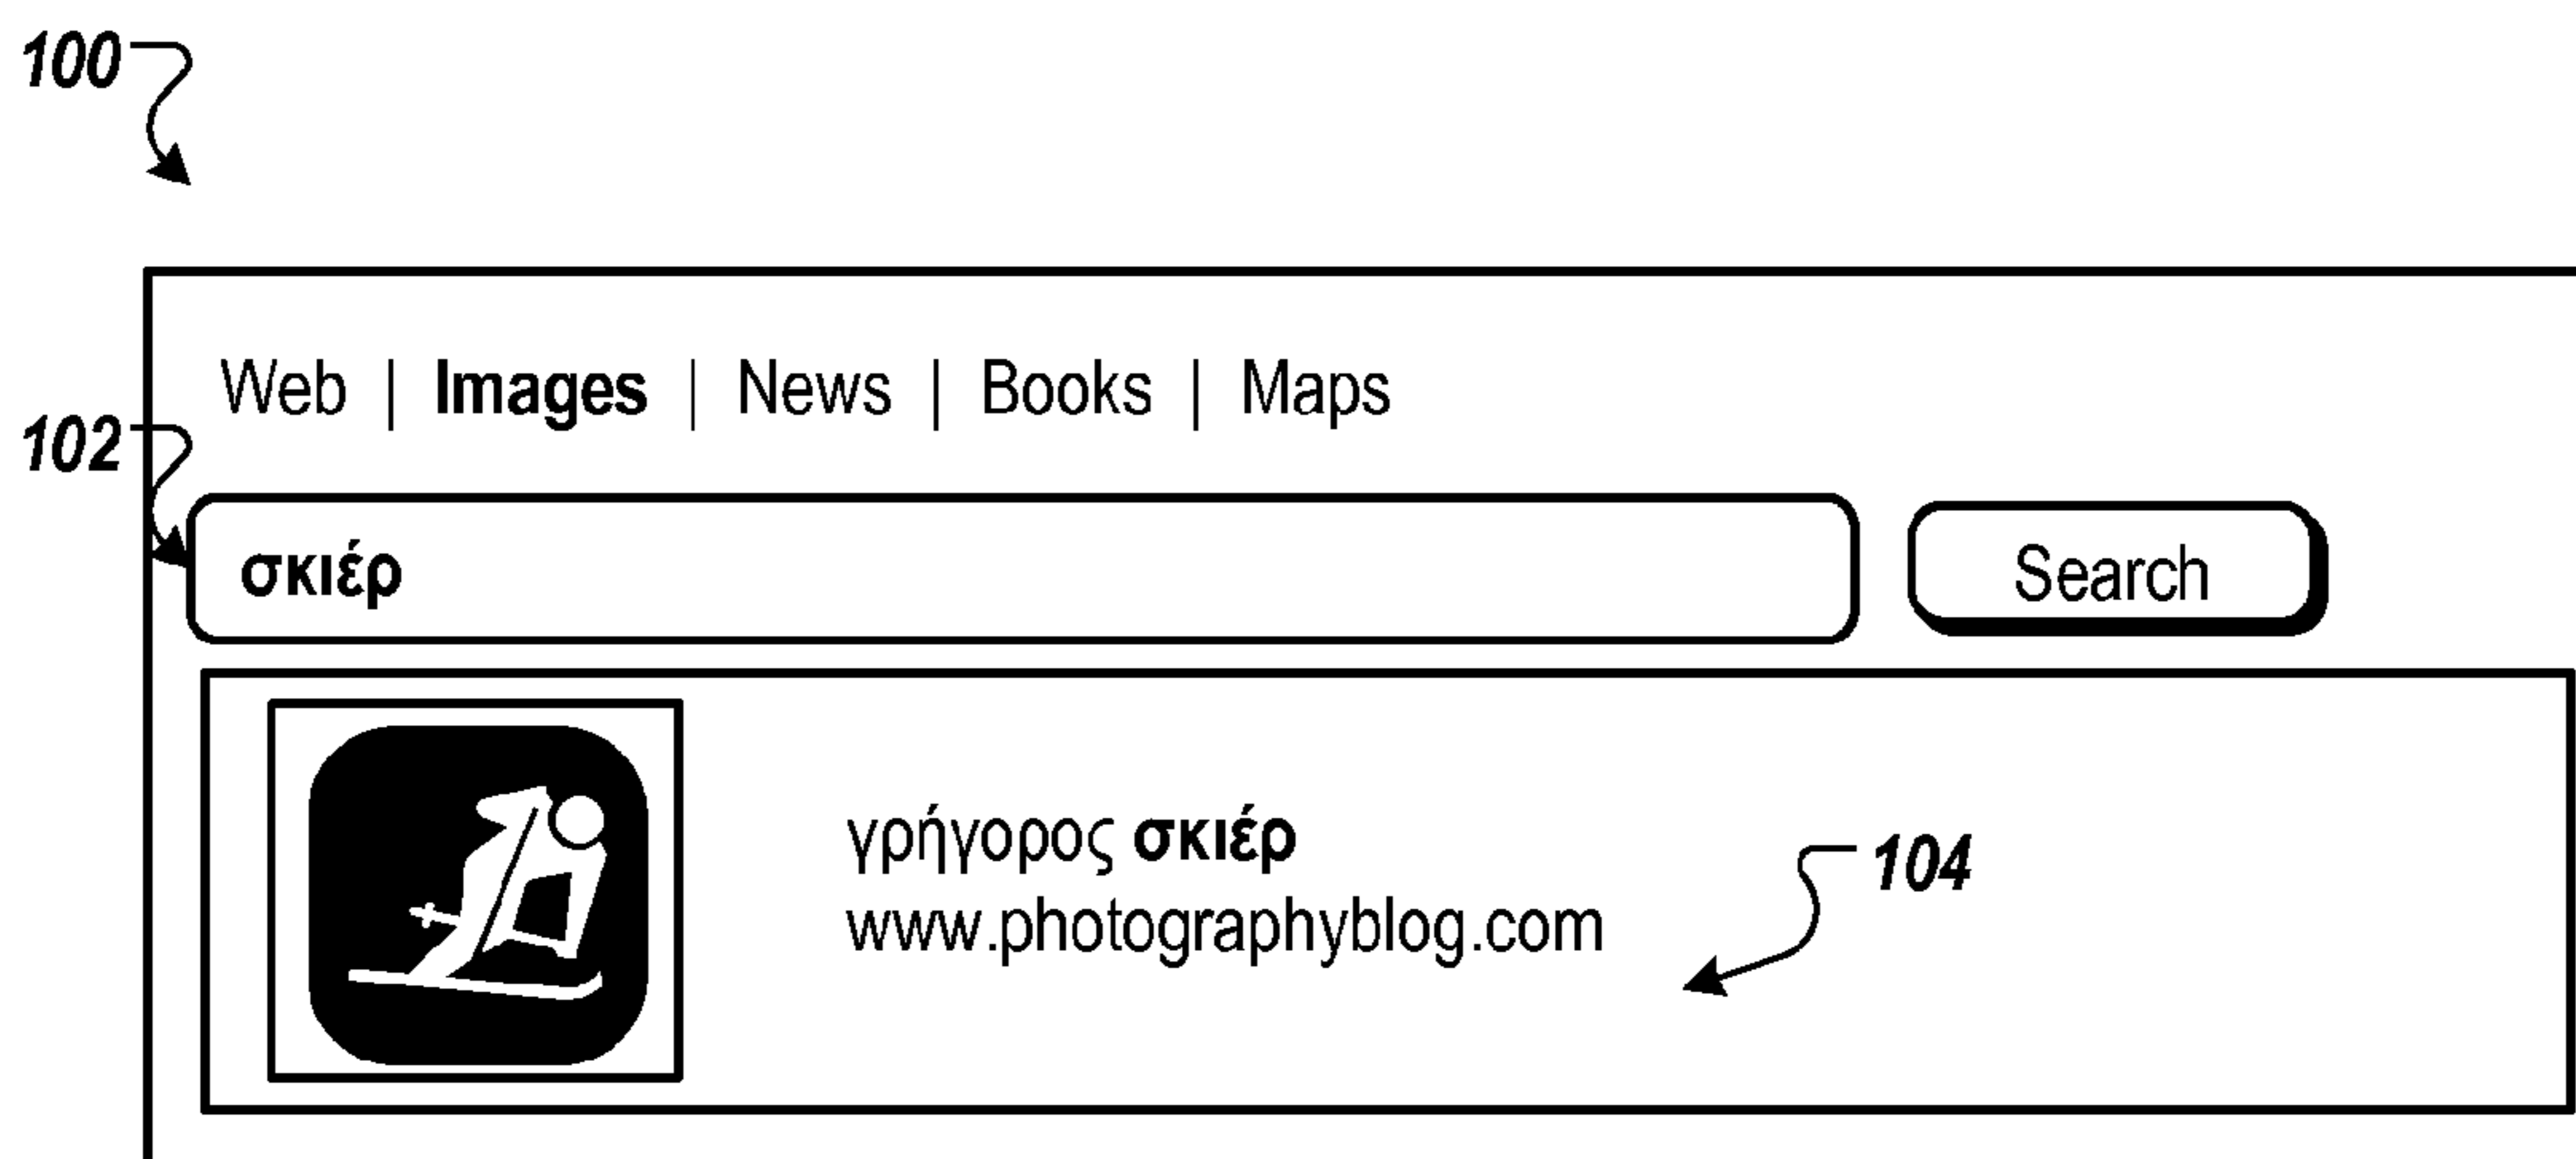 100
Web | Images | News | Books | Maps
102
σκιέρ
Search
γρήγορος σκιέρ
www.photographyblog.com
104